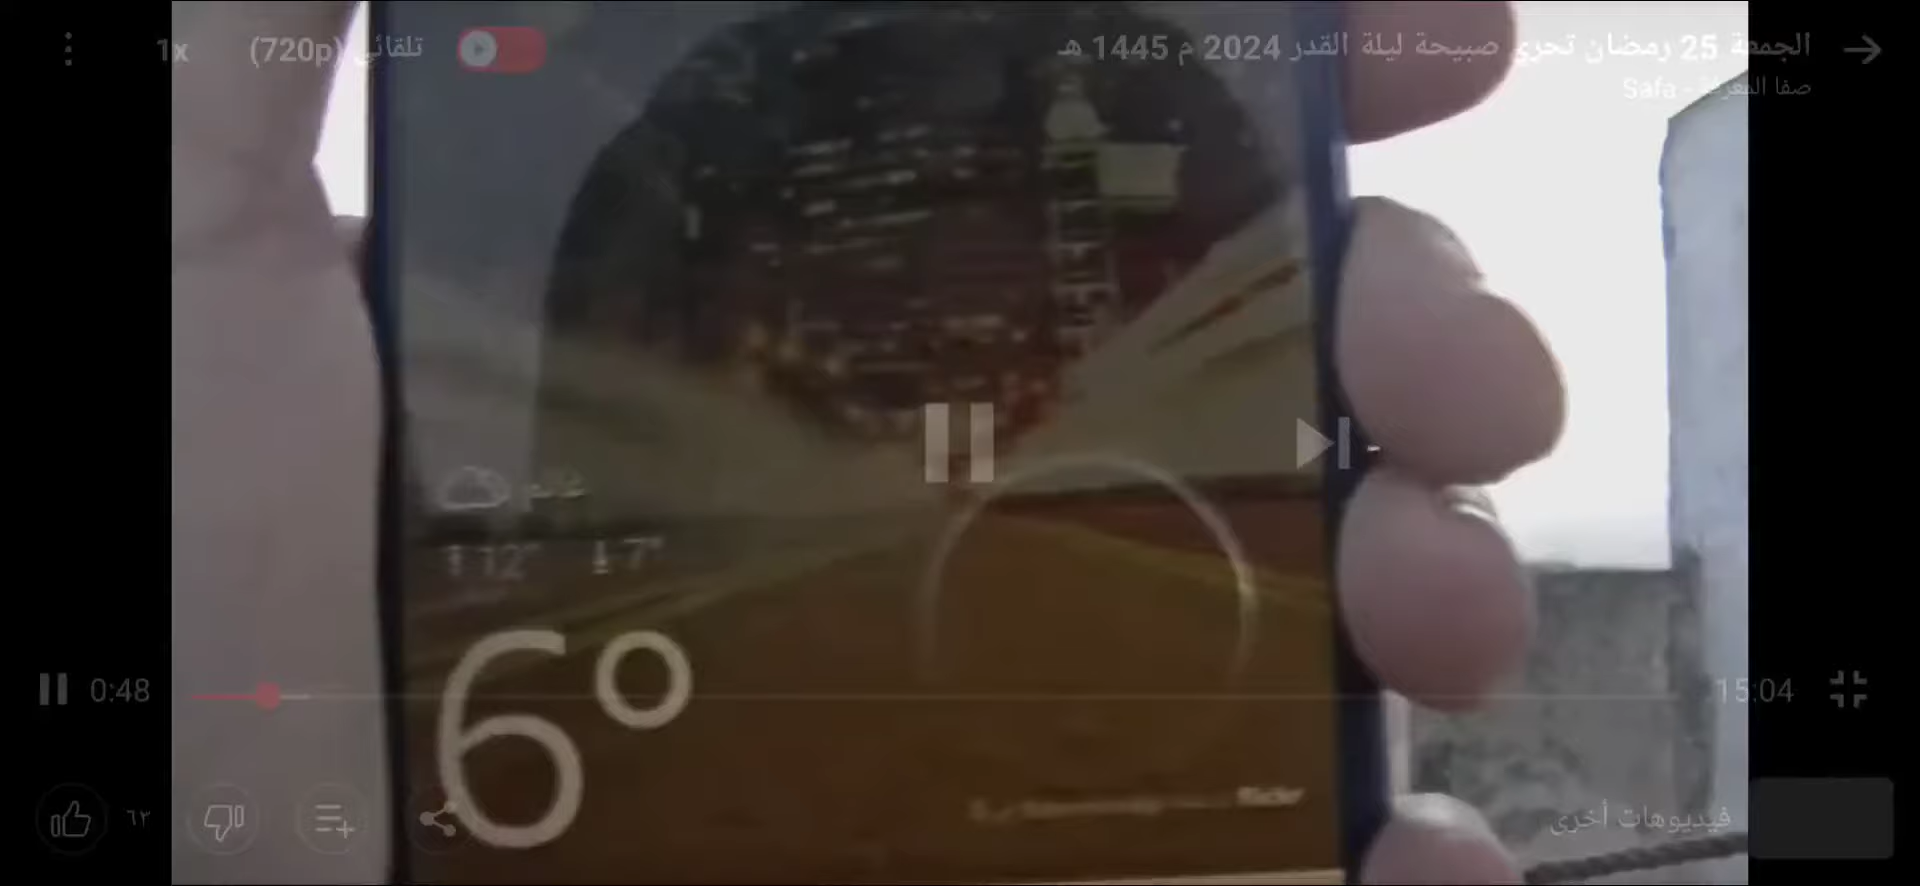 الجمعة 25 رمضان تحري صبيحة ليلة القدر 2024 م 1445 هـ
صفا المعرفة - Safa
تلقائي (720p)
1x
غائم
12° 7°
6°
flickr
0:48
15:04
٦٢
فيديوهات أخرى